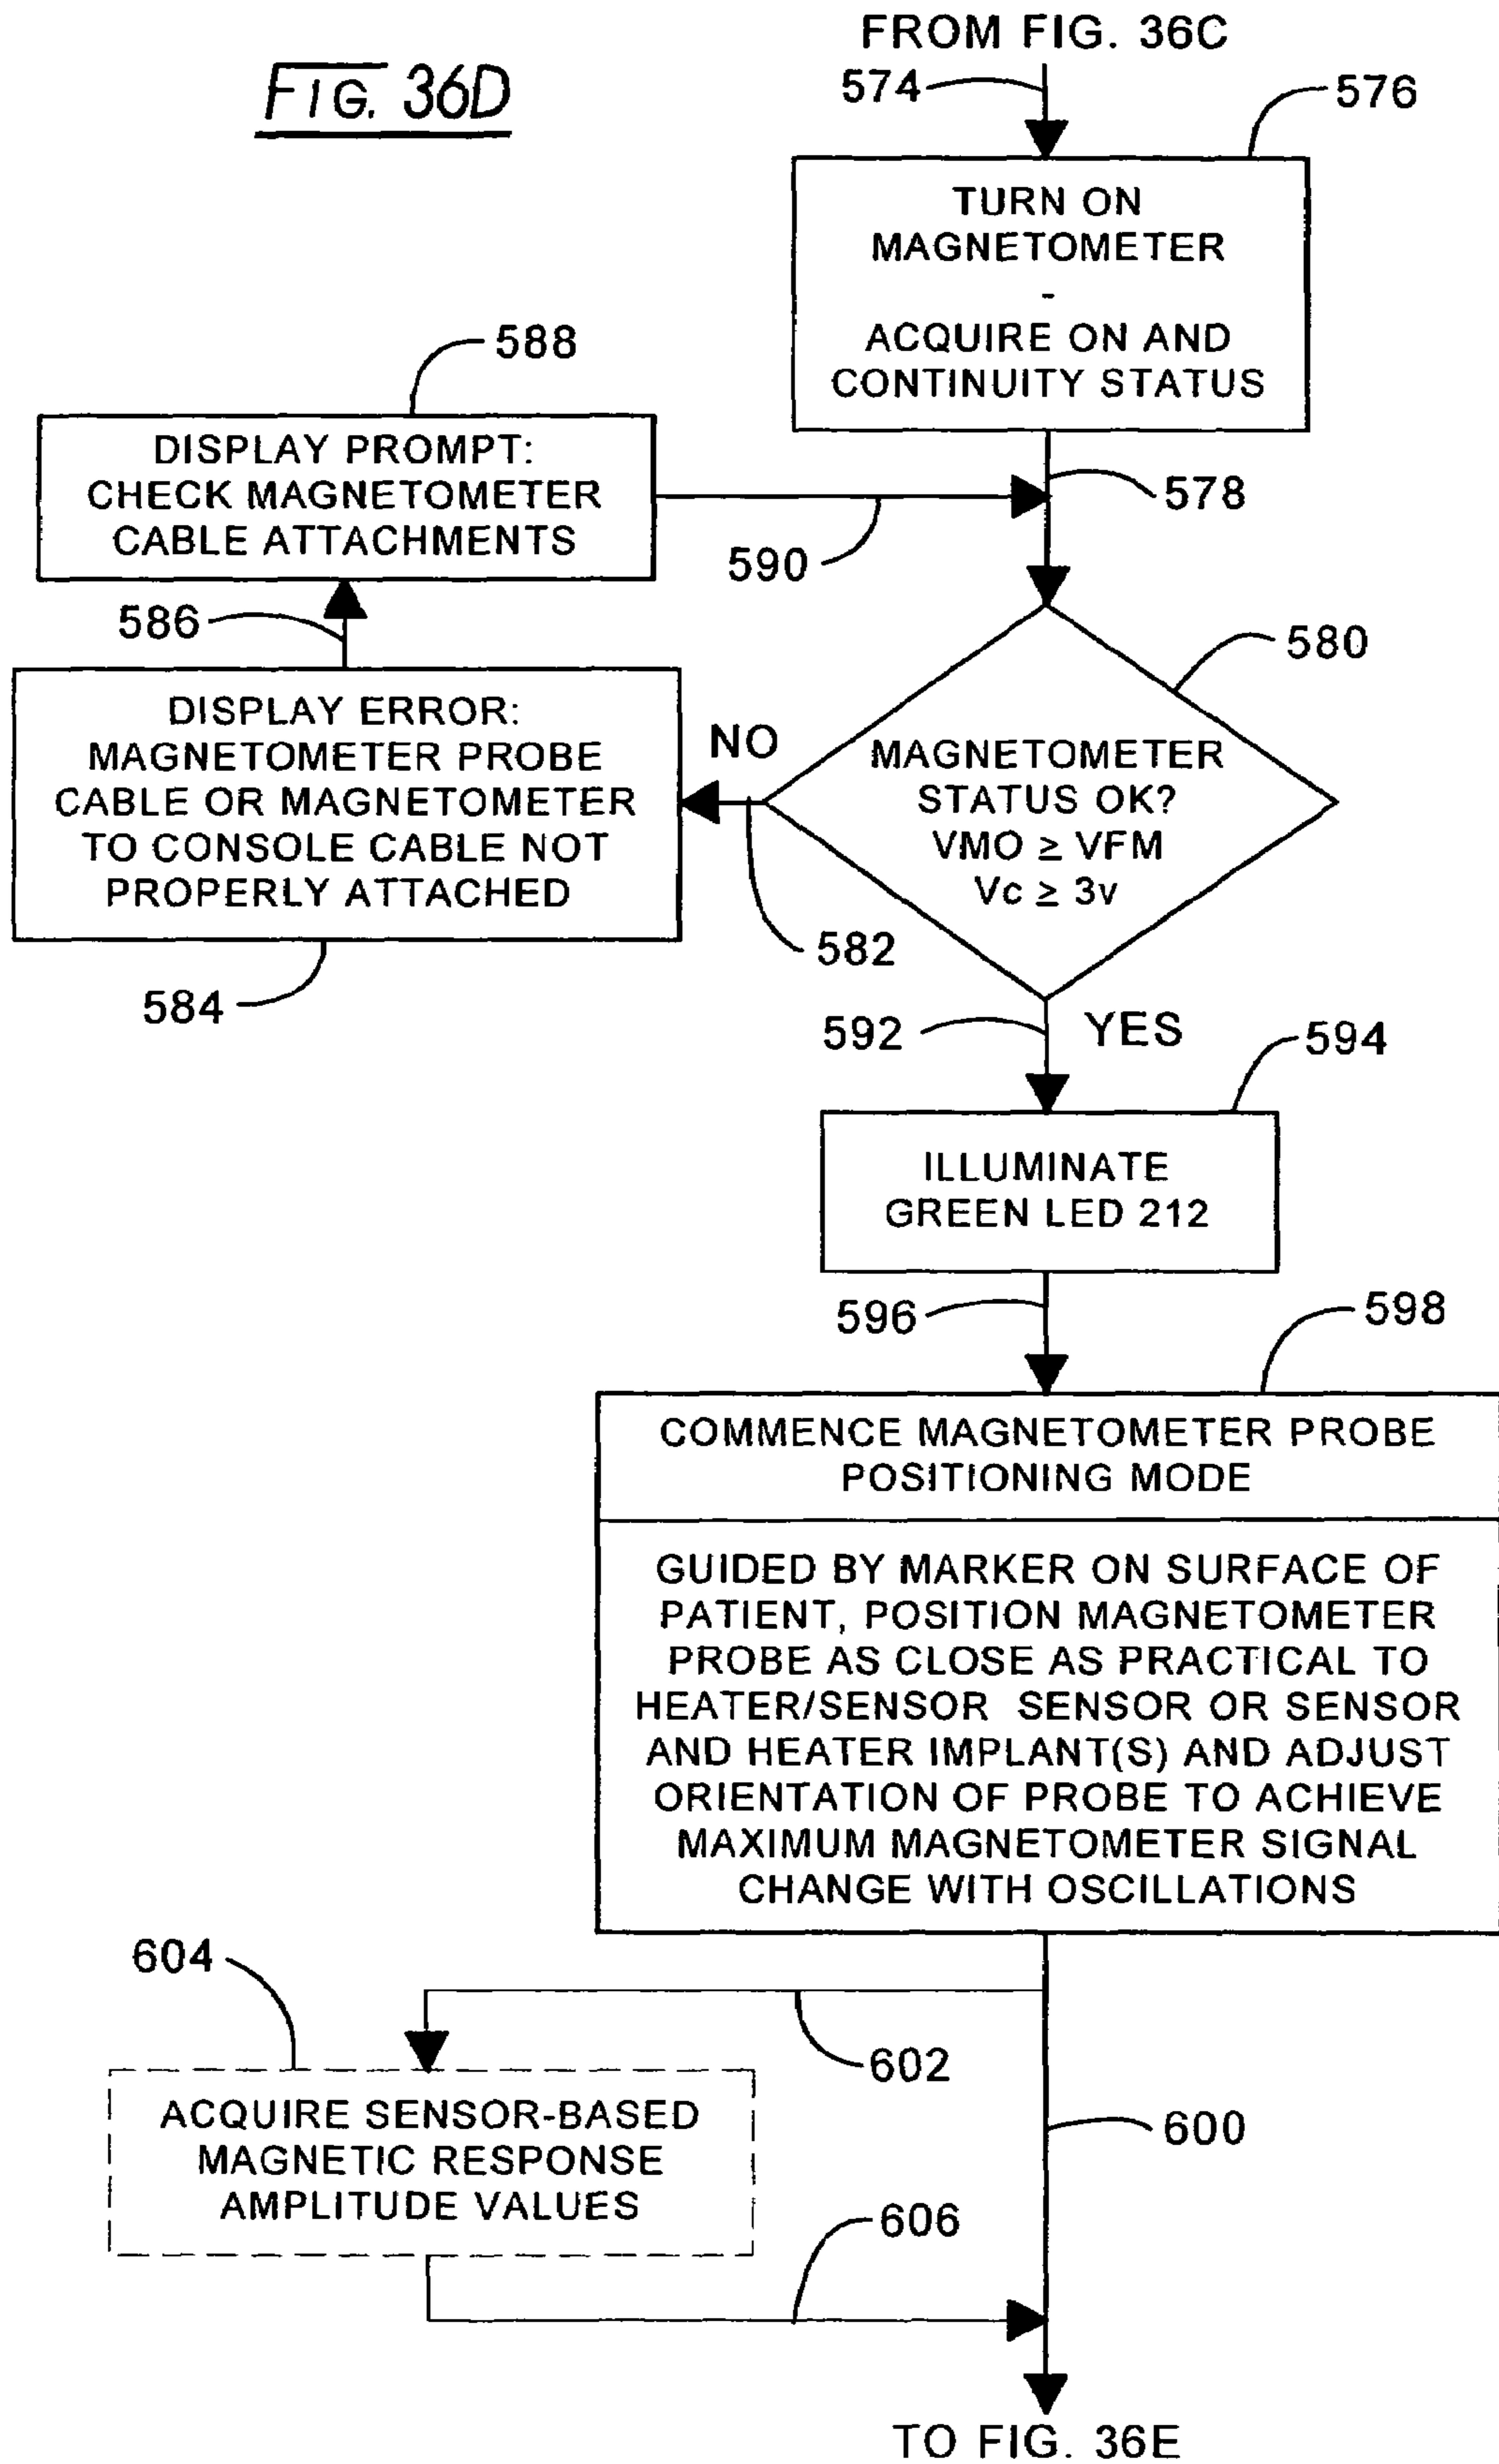 FIG. 36D
FROM FIG. 36C
574
576
TURN ON
MAGNETOMETER
-
ACQUIRE ON AND
CONTINUITY STATUS
578
588
DISPLAY PROMPT:
CHECK MAGNETOMETER
CABLE ATTACHMENTS
590
586
580
DISPLAY ERROR:
MAGNETOMETER PROBE
CABLE OR MAGNETOMETER
TO CONSOLE CABLE NOT
PROPERLY ATTACHED
584
NO
582
MAGNETOMETER
STATUS OK?
VMO ≥ VFM
Vc ≥ 3v
592
YES
594
ILLUMINATE
GREEN LED 212
596
598
COMMENCE MAGNETOMETER PROBE
POSITIONING MODE
GUIDED BY MARKER ON SURFACE OF
PATIENT, POSITION MAGNETOMETER
PROBE AS CLOSE AS PRACTICAL TO
HEATER/SENSOR SENSOR OR SENSOR
AND HEATER IMPLANT(S) AND ADJUST
ORIENTATION OF PROBE TO ACHIEVE
MAXIMUM MAGNETOMETER SIGNAL
CHANGE WITH OSCILLATIONS
604
602
600
ACQUIRE SENSOR-BASED
MAGNETIC RESPONSE
AMPLITUDE VALUES
606
TO FIG. 36E